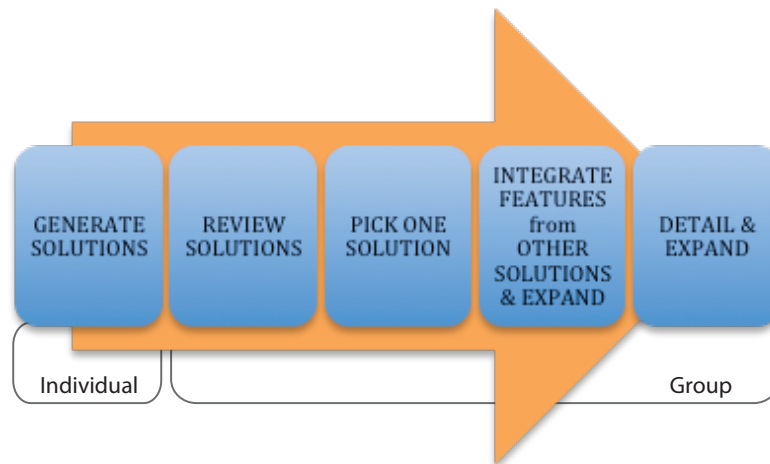 GENERATE
SOLUTIONS
REVIEW
SOLUTIONS
PICK ONE
SOLUTION
INTEGRATE
FEATURES
from
OTHER
SOLUTIONS
& EXPAND
DETAIL &
EXPAND
Individual
Group